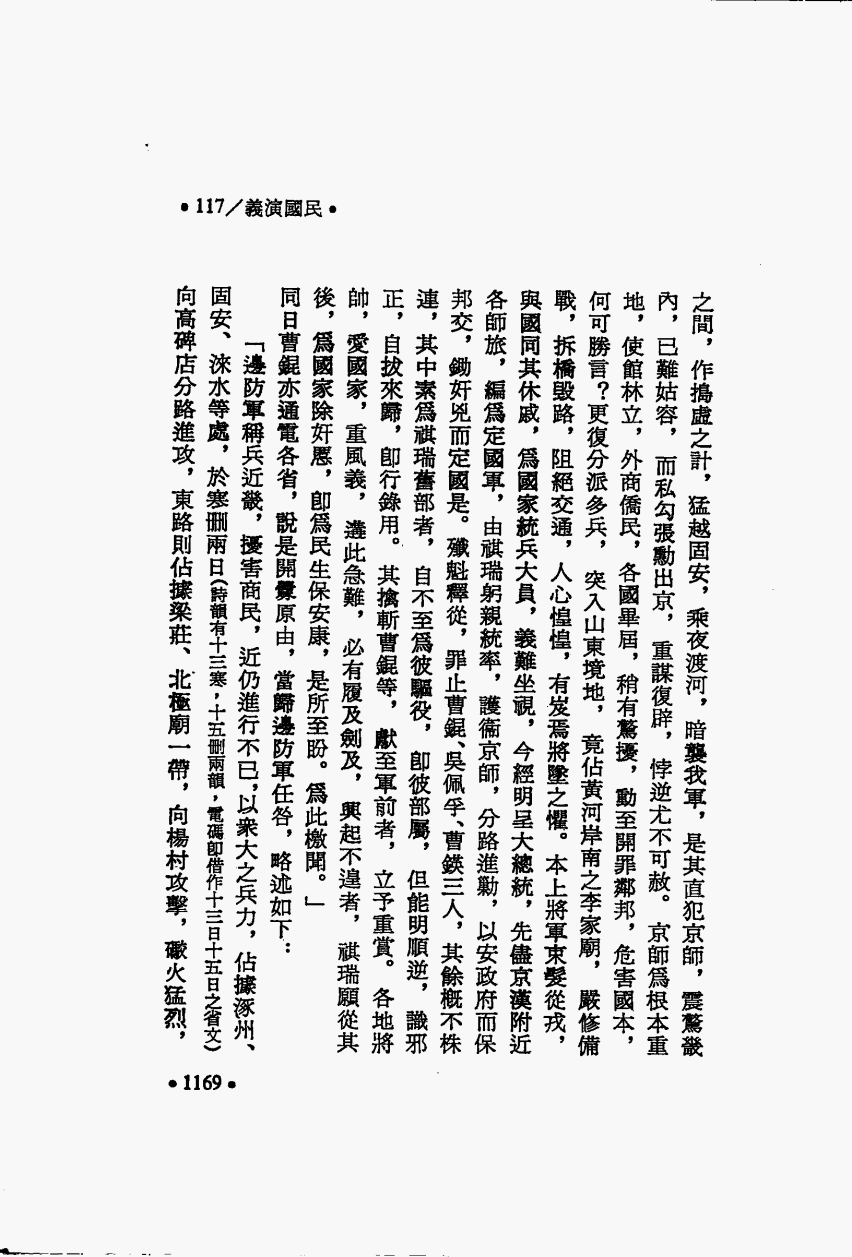 •117/義演國民•
之間，作搗虛之計，猛越固安，乘夜渡河，暗襲我軍，是其直犯京師，震驚畿
內，已難姑容，而私勾張勳出京，重謀復辟，悖逆尤不可赦。京師爲根本重
地，使館林立，外商僑民，各國畢屆，稍有驚擾，動至開罪鄰邦，危害國本，
何可勝言？更復分派多兵，突入山東境地，竟佔黃河岸南之李家廟，嚴修備
戰，拆橋毀路，阻絕交通，人心惶惶，有岌焉將墜之懼。本上將軍束髮從戎，
與國同其休戚，爲國家統兵大員，義難坐視，今經明呈大總統，先儘京漢附近
各師旅，編爲定國軍，由祺瑞躬親統率，護衞京師，分路進勦，以安政府而保
邦交，鋤奸兇而定國是。殲魁釋從，罪止曹錕、吳佩孚、曹鍈三人，其餘槪不株
連，其中素爲祺瑞舊部者，自不至爲彼驅役，卽彼部屬，但能明順逆，識邪
正，自拔來歸，卽行錄用。其擒斬曹錕等，獻至軍前者，立予重賞。各地將
帥，愛國家，重風義，遘此急難，必有履及劍及，興起不遑者，祺瑞願從其
後，爲國家除奸慝，卽爲民生保安康，是所至盼。爲此檄聞。」
同日曹錕亦通電各省，說是開釁原由，當歸邊防軍任咎，略述如下：
「邊防軍稱兵近畿，擾害商民，近仍進行不已，以衆大之兵力，佔據涿州、
固安、淶水等處，於寒刪兩日(詩韻有十三寒，十五刪兩韻，電碼卽借作十三日十五日之省文)
向高碑店分路進攻，東路則佔據梁莊、北極廟一帶，向楊村攻擊，礮火猛烈，
•1169•